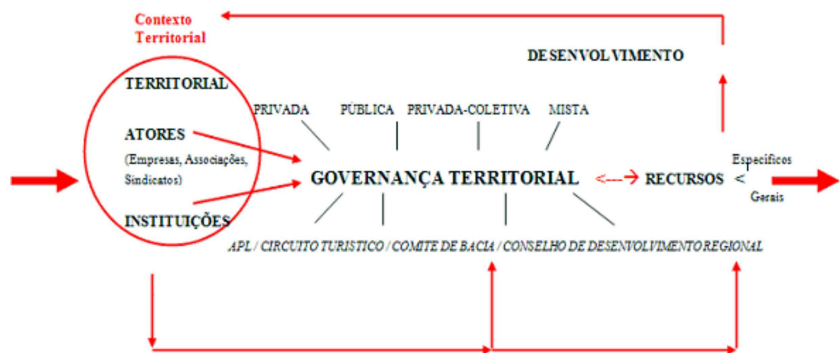 Contexto
Territorial
DESENVOLVIMENTO
TERRITORIAL
PRIVADA PÚBLICA PRIVADA-COLETIVA MISTA
ATORES
(Empresas, Associações,
Sindicatos)
GOVERNANÇA TERRITORIAL <---→ RECURSOS <
Específicos
Gerais
INSTITUIÇÕES
APL / CIRCUITO TURISTICO / COMITE DE BACIA / CONSELHO DE DESENVOLVIMENTO REGIONAL